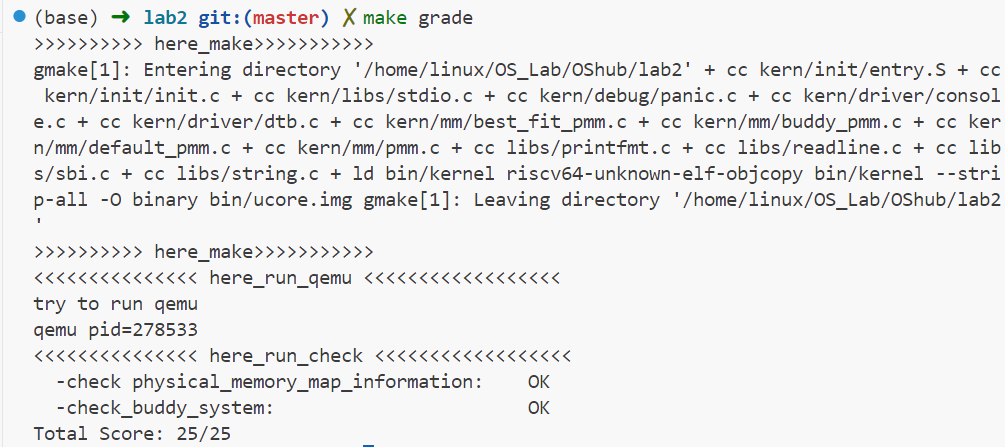 (base) ➜ lab2 git:(master) ✗ make grade
>>>>>>>>>> here_make>>>>>>>>>>>
gmake[1]: Entering directory '/home/linux/OS_Lab/OShub/lab2' + cc kern/init/entry.S + cc
 kern/init/init.c + cc kern/libs/stdio.c + cc kern/debug/panic.c + cc kern/driver/consol
e.c + cc kern/driver/dtb.c + cc kern/mm/best_fit_pmm.c + cc kern/mm/buddy_pmm.c + cc ker
n/mm/default_pmm.c + cc kern/mm/pmm.c + cc libs/printfmt.c + cc libs/readline.c + cc lib
s/sbi.c + cc libs/string.c + ld bin/kernel riscv64-unknown-elf-objcopy bin/kernel --stri
p-all -O binary bin/ucore.img gmake[1]: Leaving directory '/home/linux/OS_Lab/OShub/lab2
'
>>>>>>>>>> here_make>>>>>>>>>>>
<<<<<<<<<<<<<<< here_run_qemu <<<<<<<<<<<<<<<<<<
try to run qemu
qemu pid=278533
<<<<<<<<<<<<<<< here_run_check <<<<<<<<<<<<<<<<<<
  -check physical_memory_map_information:    OK
  -check_buddy_system:                       OK
Total Score: 25/25